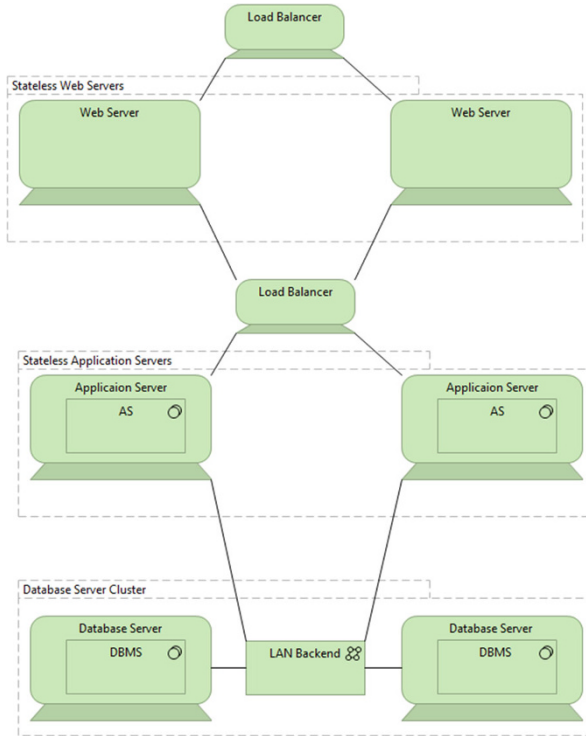 Load Balancer
Stateless Web Servers
Web Server
Web Server
Load Balancer
Stateless Application Servers
Applicaion Server
AS
Applicaion Server
AS
Database Server Cluster
Database Server
DBMS
LAN Backend
Database Server
DBMS